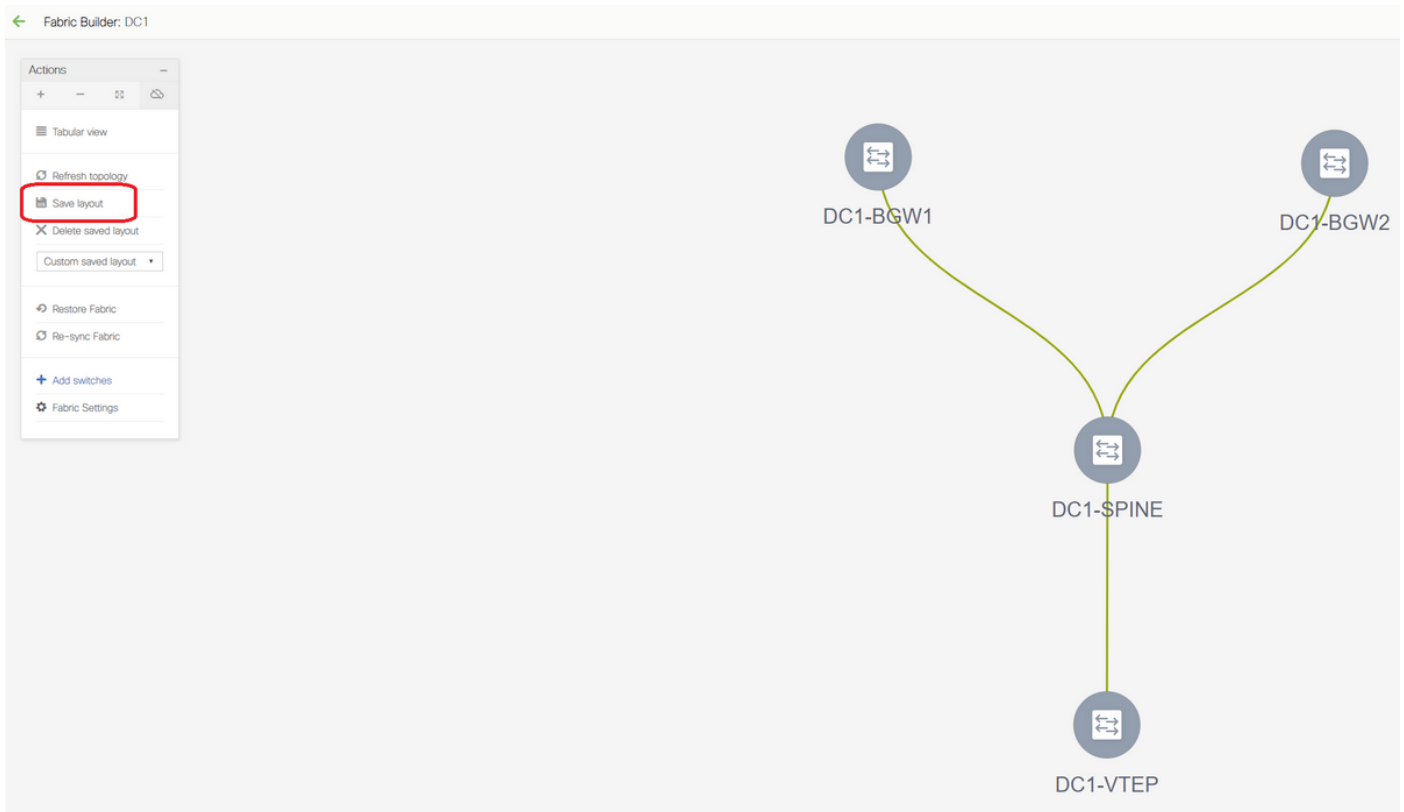 Fabric Builder: DC1
Actions
Tabular view
Refresh topology
Save layout
Delete saved layout
Custom saved layout
Restore Fabric
Re-sync Fabric
Add switches
Fabric Settings
DC1-BGW1
DC1-BGW2
DC1-SPINE
DC1-VTEP